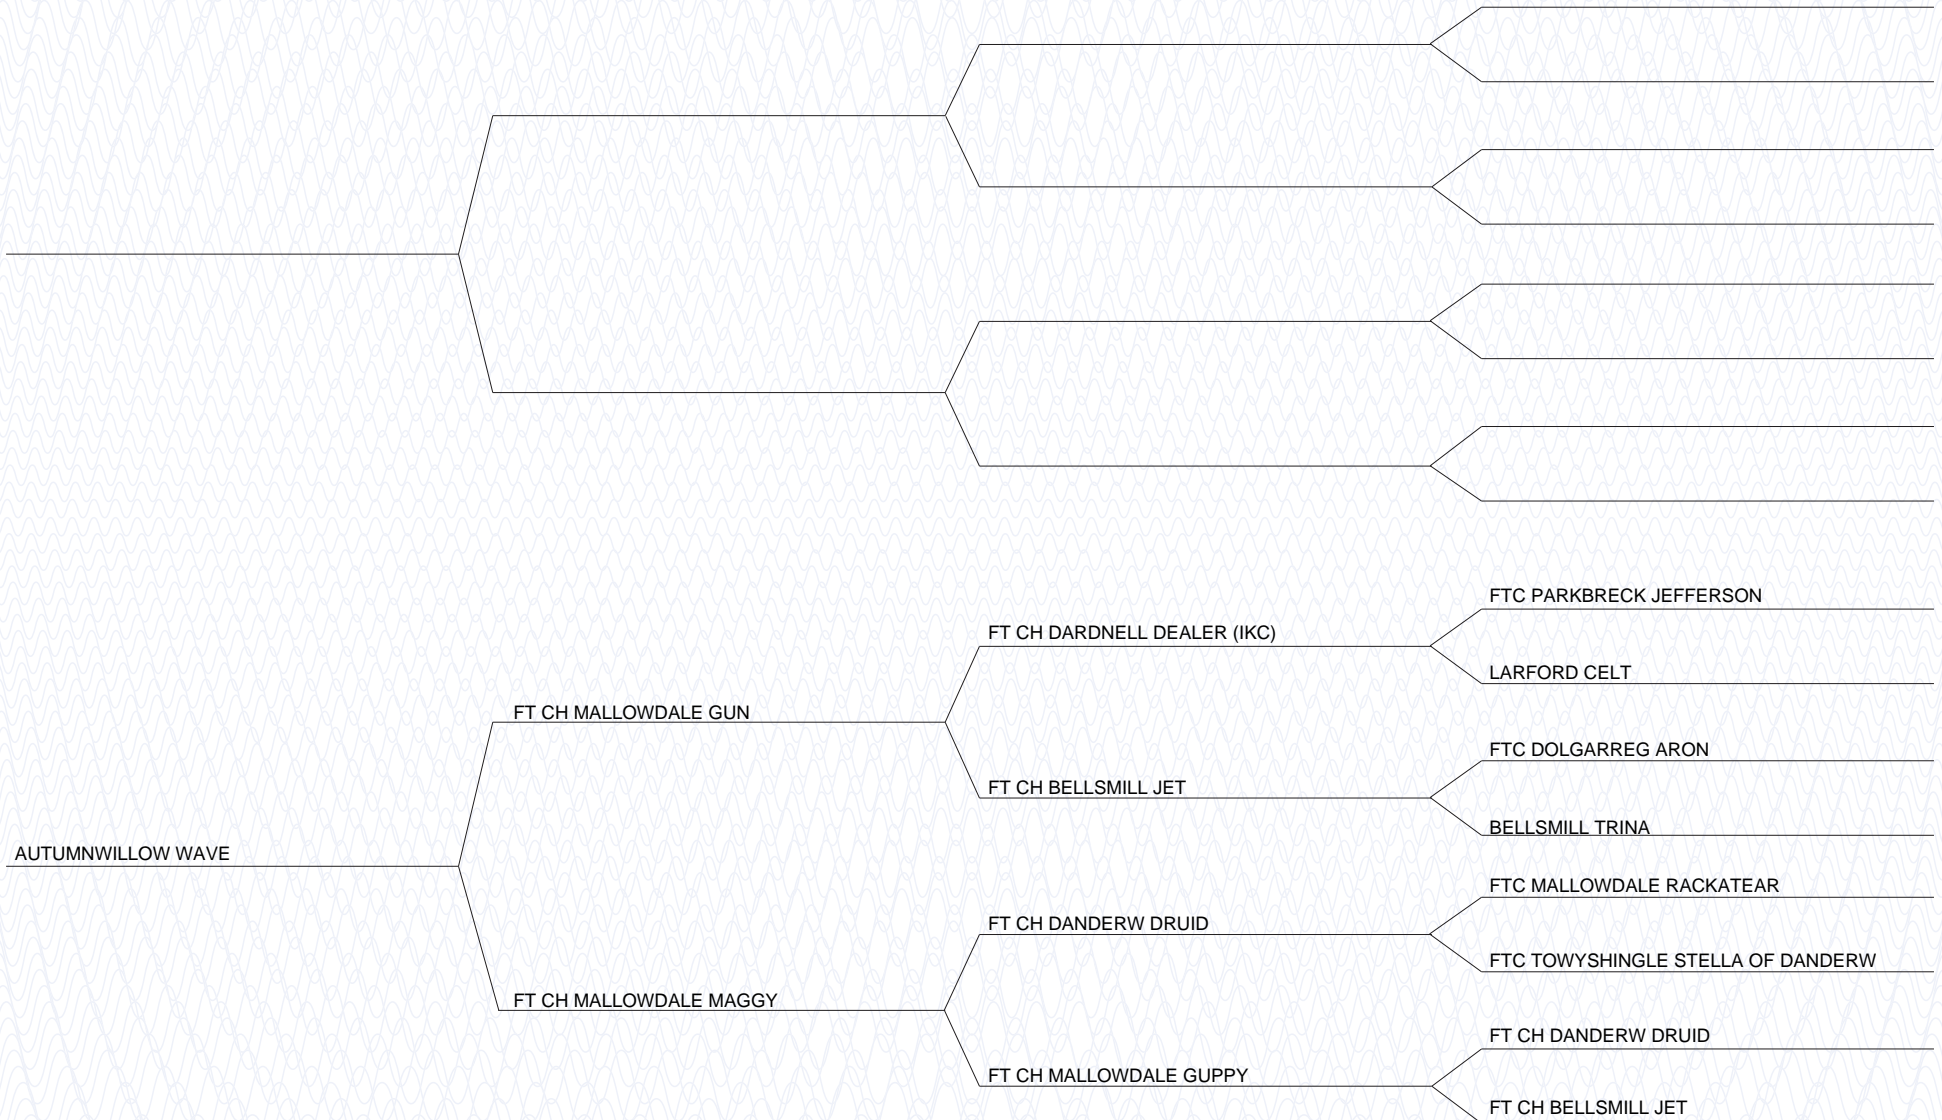 FTC PARKBRECK JEFFERSON
FT CH DARDNELL DEALER (IKC)
LARFORD CELT
FT CH MALLOWDALE GUN
FTC DOLGARREG ARON
FT CH BELLSMILL JET
BELLSMILL TRINA
AUTUMNWILLOW WAVE
FTC MALLOWDALE RACKATEAR
FT CH DANDERW DRUID
FTC TOWYSHINGLE STELLA OF DANDERW
FT CH MALLOWDALE MAGGY
FT CH DANDERW DRUID
FT CH MALLOWDALE GUPPY
FT CH BELLSMILL JET